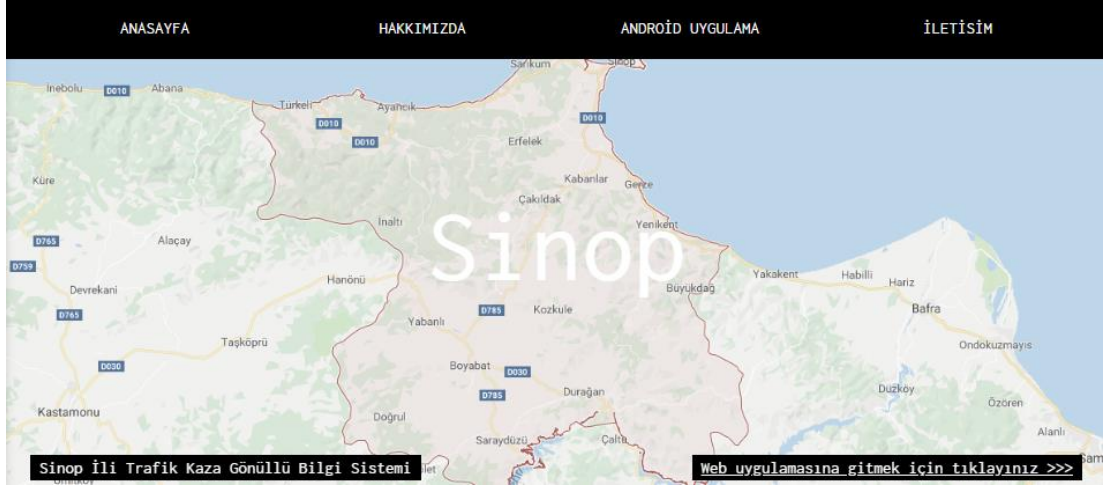 ANASAYFA HAKKIMIZDA ANDROİD UYGULAMA İLETİSİM
Sarıkum Sinop
İnebolu D010 Abana
Türkeli Ayancık
D010 D010
D010 Erfelek
Küre Kabanlar Gerze
Çakıldak
İnaltı Yenikent
Sinop
D765 Alaçay
D759 Hanönü Yakakent Habilli Hariz
Devrekani Büyükdağ
D765 D785 Kozkule Bafra
Yabanlı
Taşköprü Ondokuzmayıs
D030 Boyabat D030
D785 Durağan Düzköy
Kastamonu Doğrul Özören
Saraydüzü Çaltu Alanlı
Sinop İli Trafik Kaza Gönüllü Bilgi Sistemi
Web uygulamasına gitmek için tıklayınız >>>